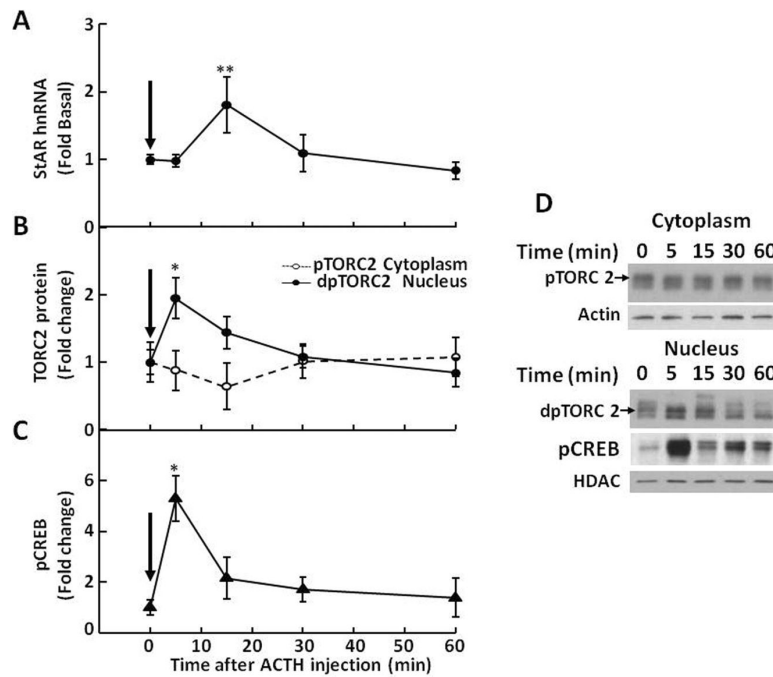 A
StAR hnRNA
(Fold Basal)
3
2
1
0
**
B
TORC2 protein
(Fold change)
2
1
0
*
pTORC2 Cytoplasm
dpTORC2 Nucleus
C
pCREB
(Fold change)
6
4
2
0
*
0 10 20 30 40 50 60
Time after ACTH injection (min)
D
Cytoplasm
Time (min) 0 5 15 30 60
pTORC 2
Actin
Nucleus
Time (min) 0 5 15 30 60
dpTORC 2
pCREB
HDAC